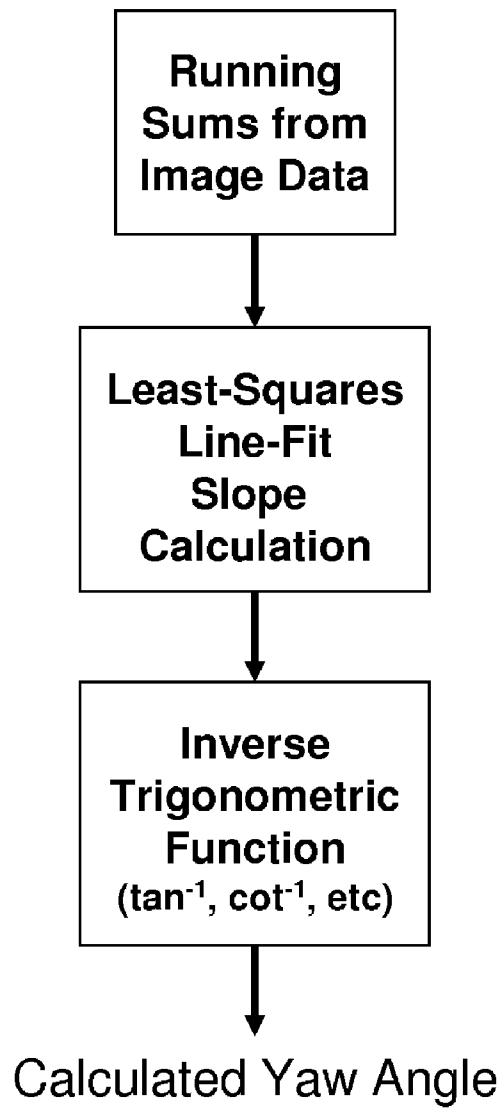 Running
Sums from
Image Data
Least-Squares
Line-Fit
Slope
Calculation
Inverse
Trigonometric
Function
(tan⁻¹, cot⁻¹, etc)
Calculated Yaw Angle